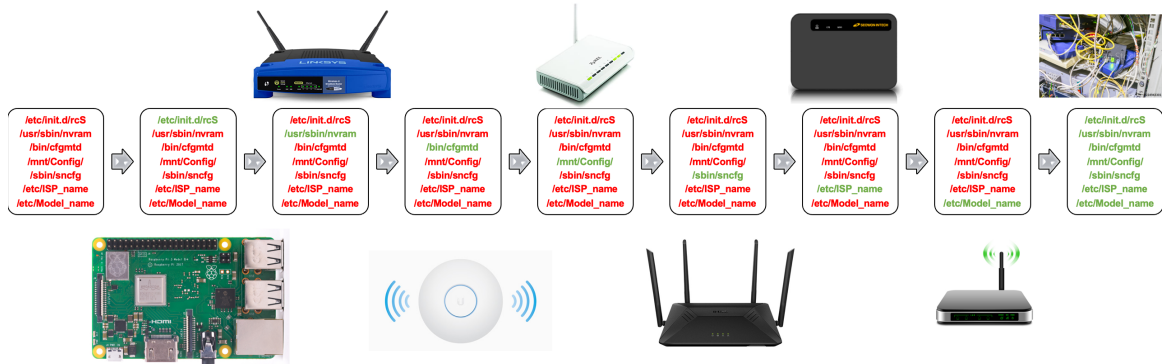 LINKSYS
ZyXEL
/etc/init.d/rcS
/usr/sbin/nvram
/bin/cfgmtd
/mnt/Config/
/sbin/sncfg
/etc/ISP_name
/etc/Model_name
/etc/init.d/rcS
/usr/sbin/nvram
/bin/cfgmtd
/mnt/Config/
/sbin/sncfg
/etc/ISP_name
/etc/Model_name
/etc/init.d/rcS
/usr/sbin/nvram
/bin/cfgmtd
/mnt/Config/
/sbin/sncfg
/etc/ISP_name
/etc/Model_name
/etc/init.d/rcS
/usr/sbin/nvram
/bin/cfgmtd
/mnt/Config/
/sbin/sncfg
/etc/ISP_name
/etc/Model_name
/etc/init.d/rcS
/usr/sbin/nvram
/bin/cfgmtd
/mnt/Config/
/sbin/sncfg
/etc/ISP_name
/etc/Model_name
/etc/init.d/rcS
/usr/sbin/nvram
/bin/cfgmtd
/mnt/Config/
/sbin/sncfg
/etc/ISP_name
/etc/Model_name
/etc/init.d/rcS
/usr/sbin/nvram
/bin/cfgmtd
/mnt/Config/
/sbin/sncfg
/etc/ISP_name
/etc/Model_name
/etc/init.d/rcS
/usr/sbin/nvram
/bin/cfgmtd
/mnt/Config/
/sbin/sncfg
/etc/ISP_name
/etc/Model_name
/etc/init.d/rcS
/usr/sbin/nvram
/bin/cfgmtd
/mnt/Config/
/sbin/sncfg
/etc/ISP_name
/etc/Model_name
HDMI